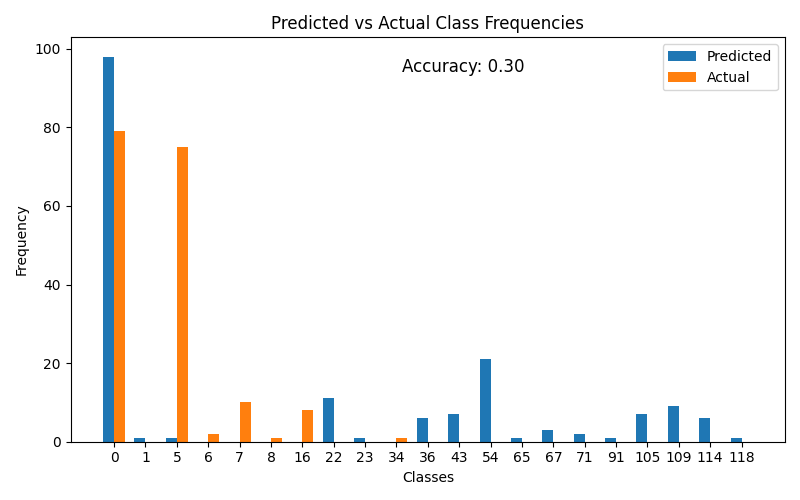 Predicted vs Actual Class Frequencies
Accuracy: 0.30
Predicted
Actual
100
80
60
40
20
0
Frequency
0 1 5 6 7 8 16 22 23 34 36 43 54 65 67 71 91 105 109 114 118
Classes